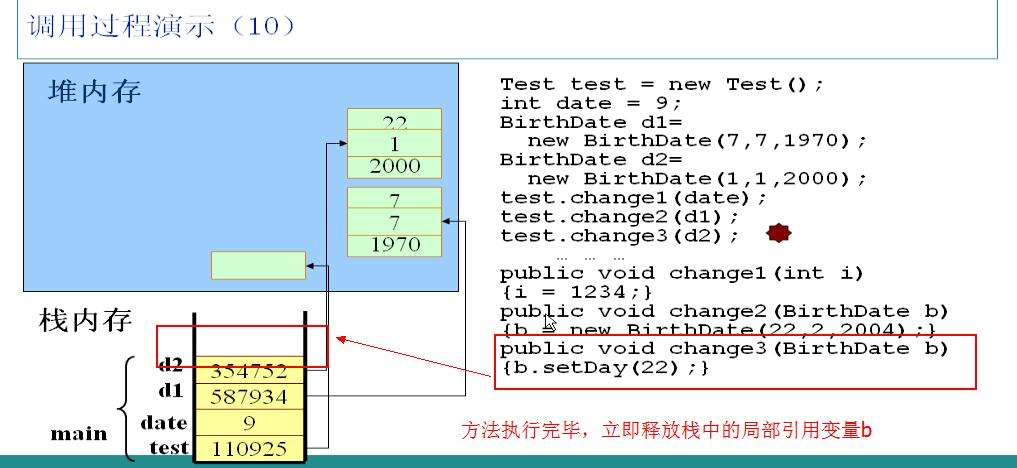 调用过程演示（10）
堆内存
22
1
2000
7
7
1970
栈内存
d2
354752
d1
587934
date
9
main
test
110925
Test test = new Test();
int date = 9;
BirthDate d1=
new BirthDate(7,7,1970);
BirthDate d2=
new BirthDate(1,1,2000);
test.change1(date);
test.change2(d1);
test.change3(d2);
… … …
public void change1(int i)
{i = 1234;}
public void change2(BirthDate b)
{b = new BirthDate(22,2,2004);}
public void change3(BirthDate b)
{b.setDay(22);}
方法执行完毕，立即释放栈中的局部引用变量b